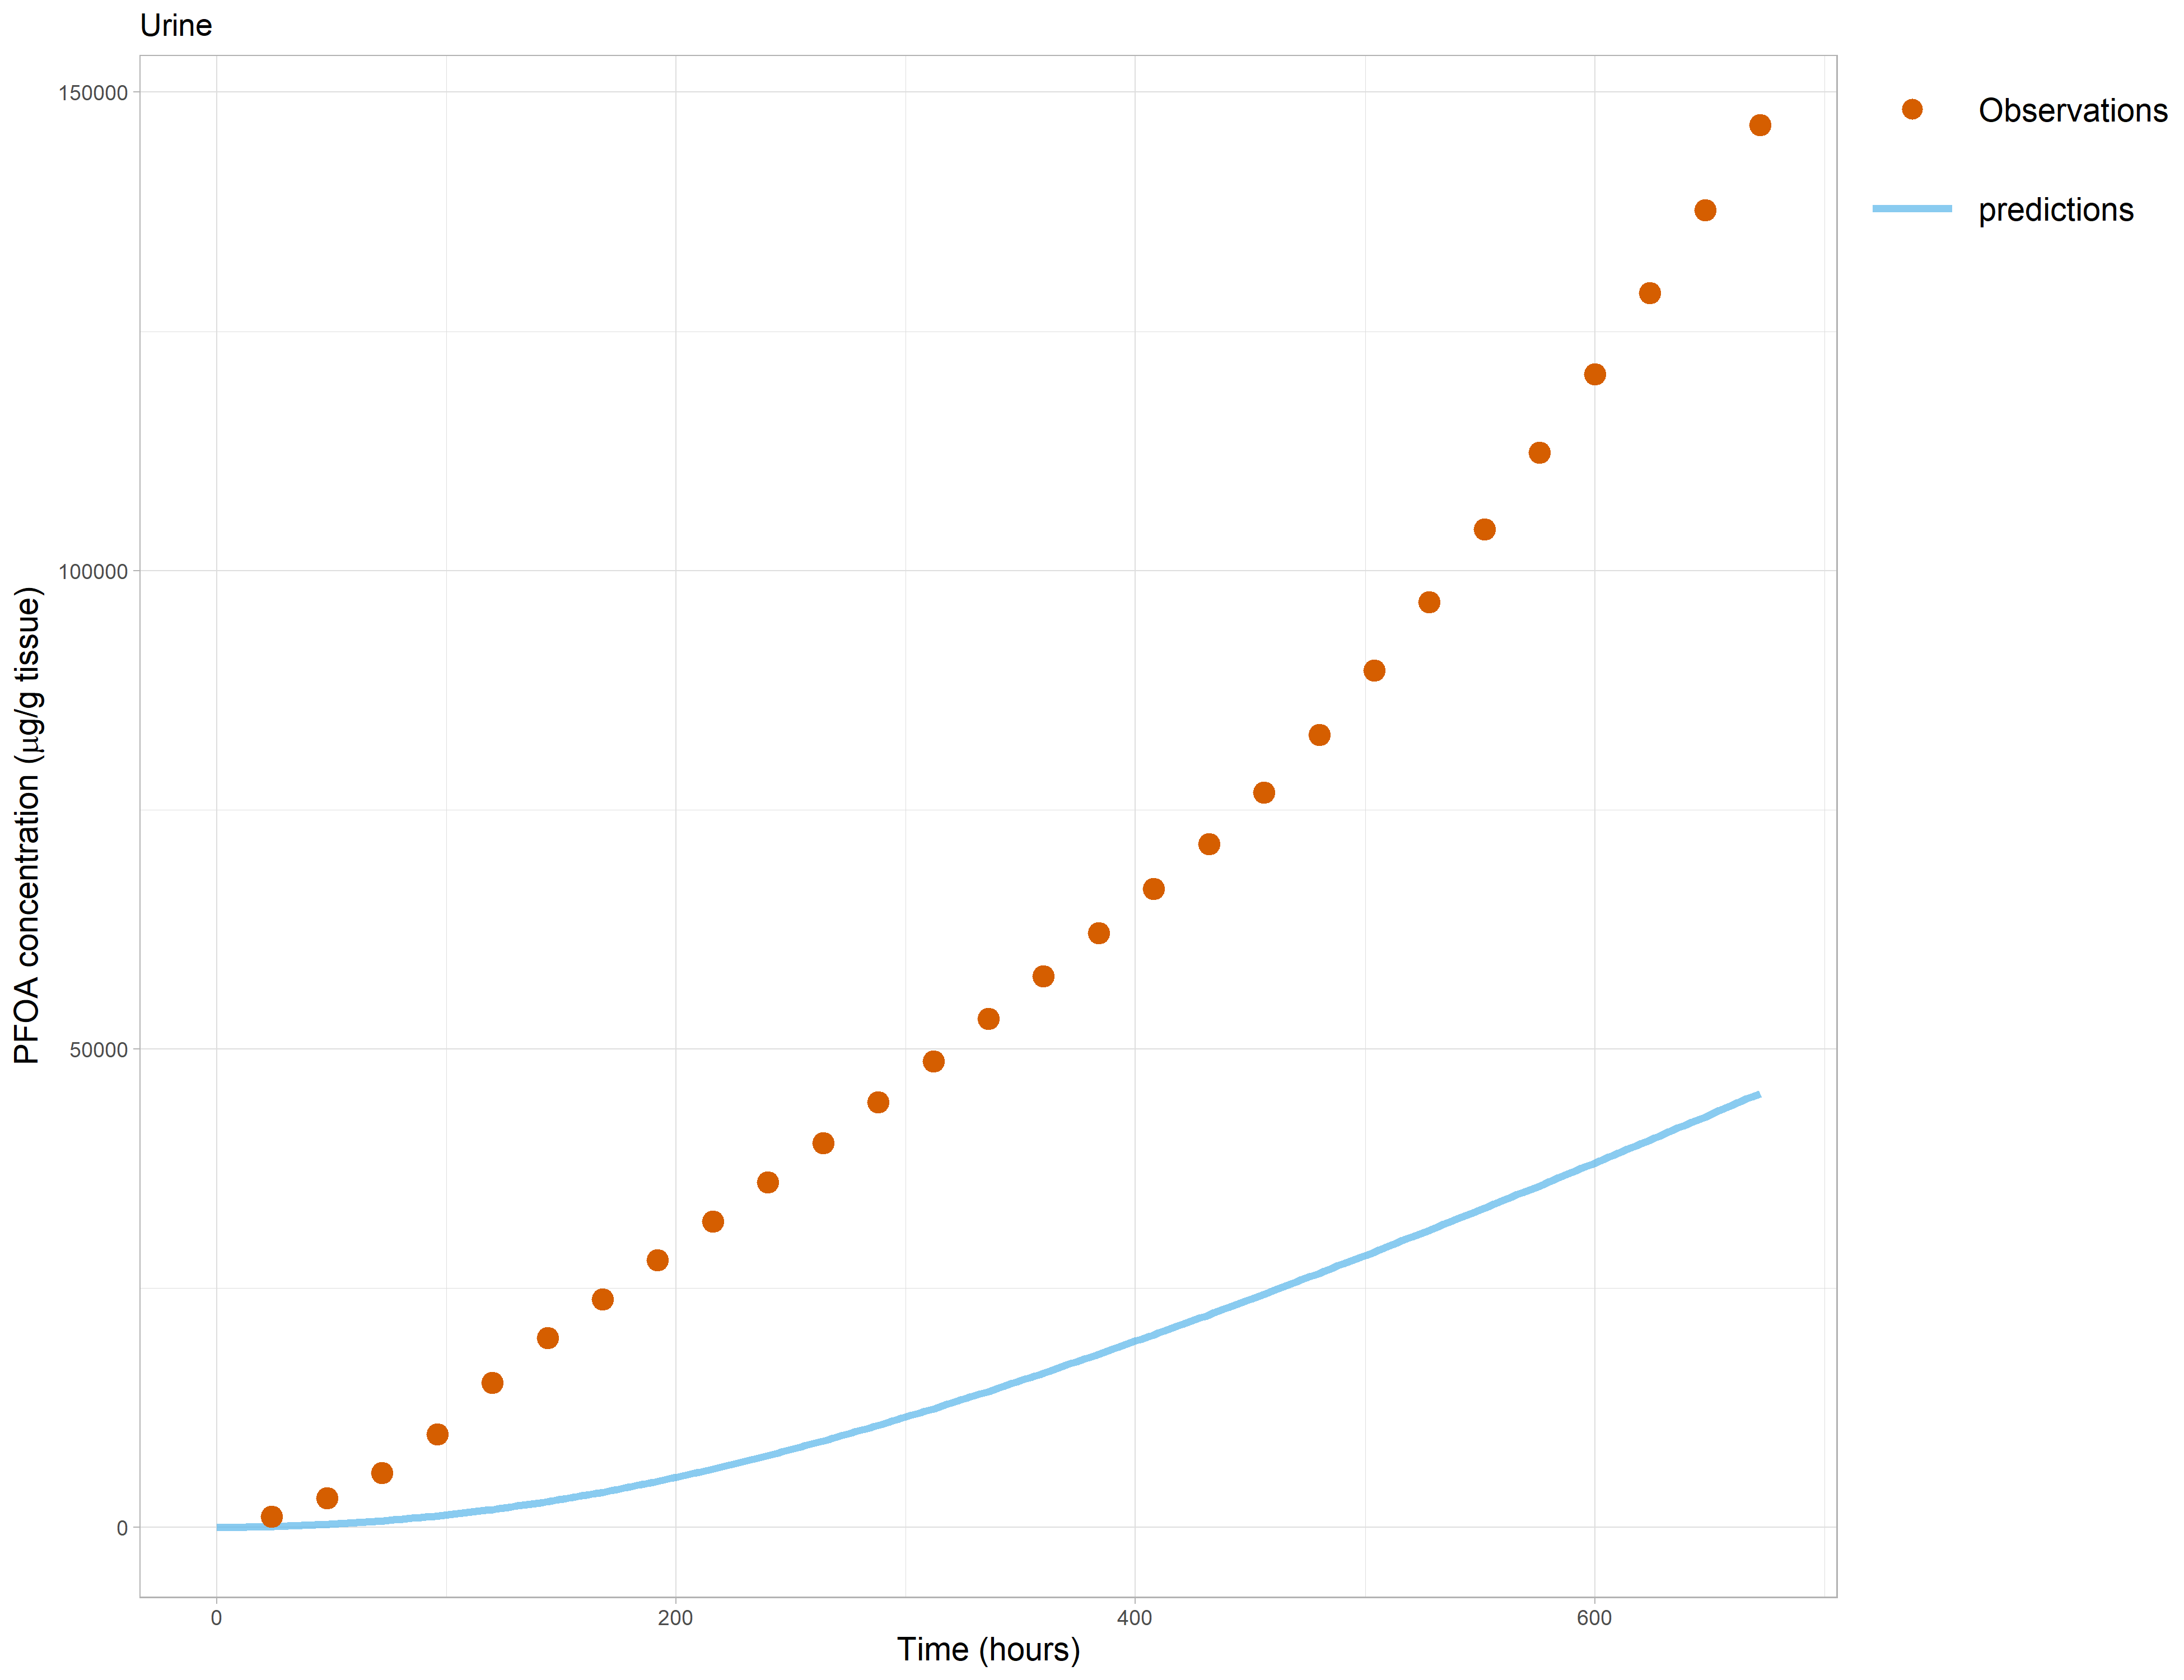 Urine
PFOA concentration (μg/g tissue)
150000
100000
50000
0
0 200 400 600
Time (hours)
Observations
predictions